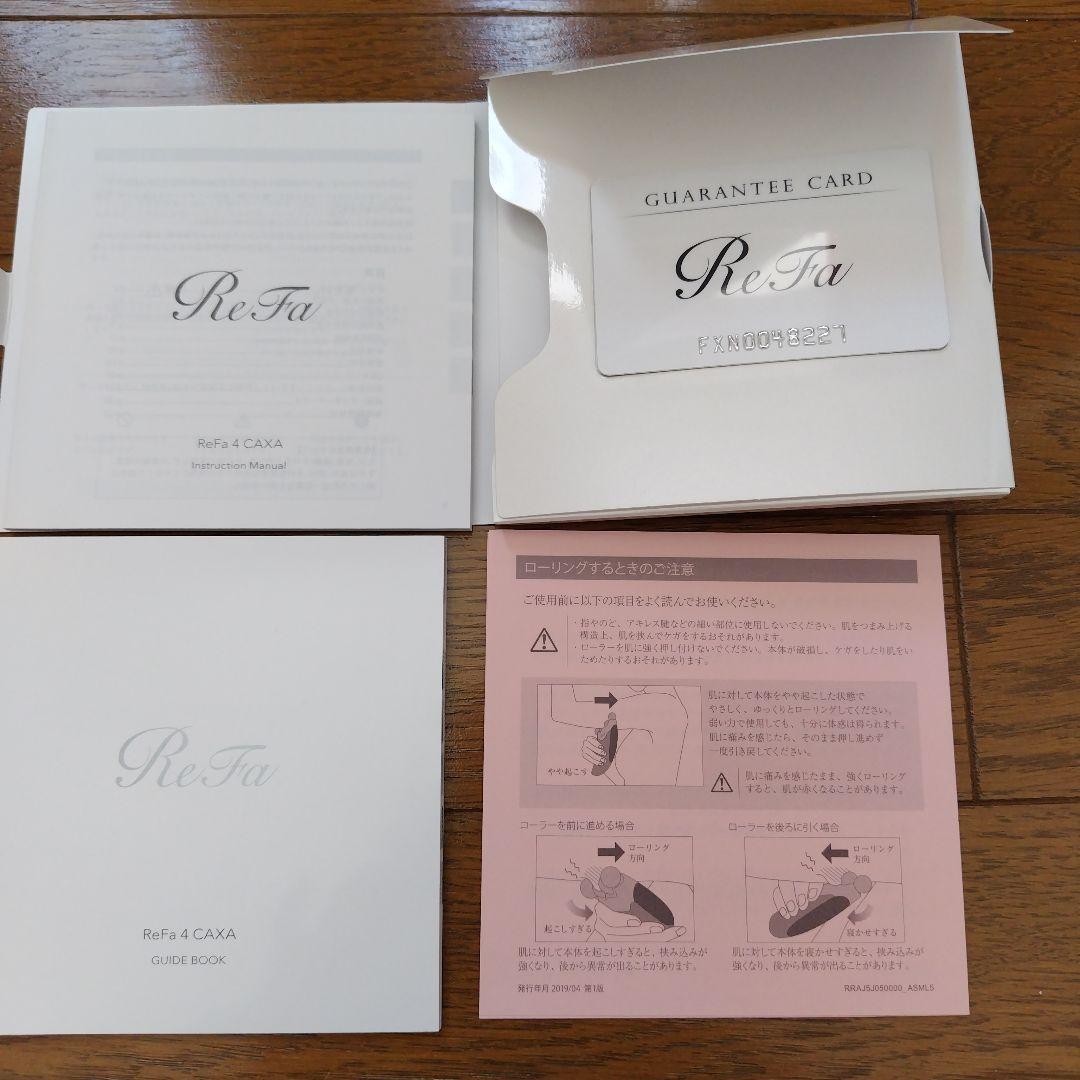 ReFa
ReFa 4 CAXA
Instruction Manual
GUARANTEE CARD
ReFa
FXN0048227
ReFa
ReFa 4 CAXA
GUIDE BOOK
ローリングするときのご注意
ご使用前に以下の項目をよく読んでお使いください。
・指やのど、アキレス腱などの細い部位に使用しないでください。肌をつまみ上げる
構造上、肌を挟んでケガをするおそれがあります。
・ローラーを肌に強く押し付けないでください。本体が破損し、ケガをしたり肌をい
ためたりするおそれがあります。
やや起こす
肌に対して本体をやや起こした状態で
やさしく、ゆっくりとローリングしてください。
弱い力で使用しても、十分に体感は得られます。
肌に痛みを感じたら、そのまま押し進めず
一度引き戻してください。
肌に痛みを感じたまま、強くローリング
すると、肌が赤くなることがあります。
ローラーを前に進める場合
ローリング
方向
起こしすぎる
肌に対して本体を起こしすぎると、挟み込みが
強くなり、後から異常が出ることがあります。
ローラーを後ろに引く場合
ローリング
方向
寝かせすぎる
肌に対して本体を寝かせすぎると、挟み込みが
強くなり、後から異常が出ることがあります。
発行年月 2019/04 第1版
RRAJ5J050000_ASML5